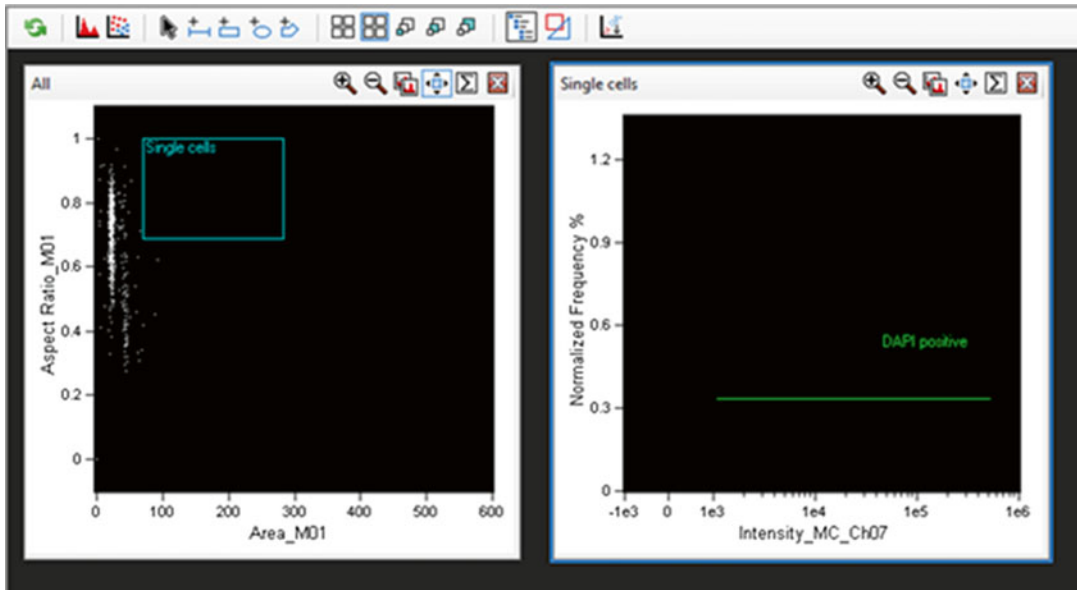 All
Single cells
1
0.8
0.6
0.4
0.2
0
Aspect Ratio_M01
0 100 200 300 400 500 600
Area_M01
Single cells
DAPI positive
1.2
0.9
0.6
0.3
0
Normalized Frequency %
-1e3 0 1e3 1e4 1e5 1e6
Intensity_MC_Ch07